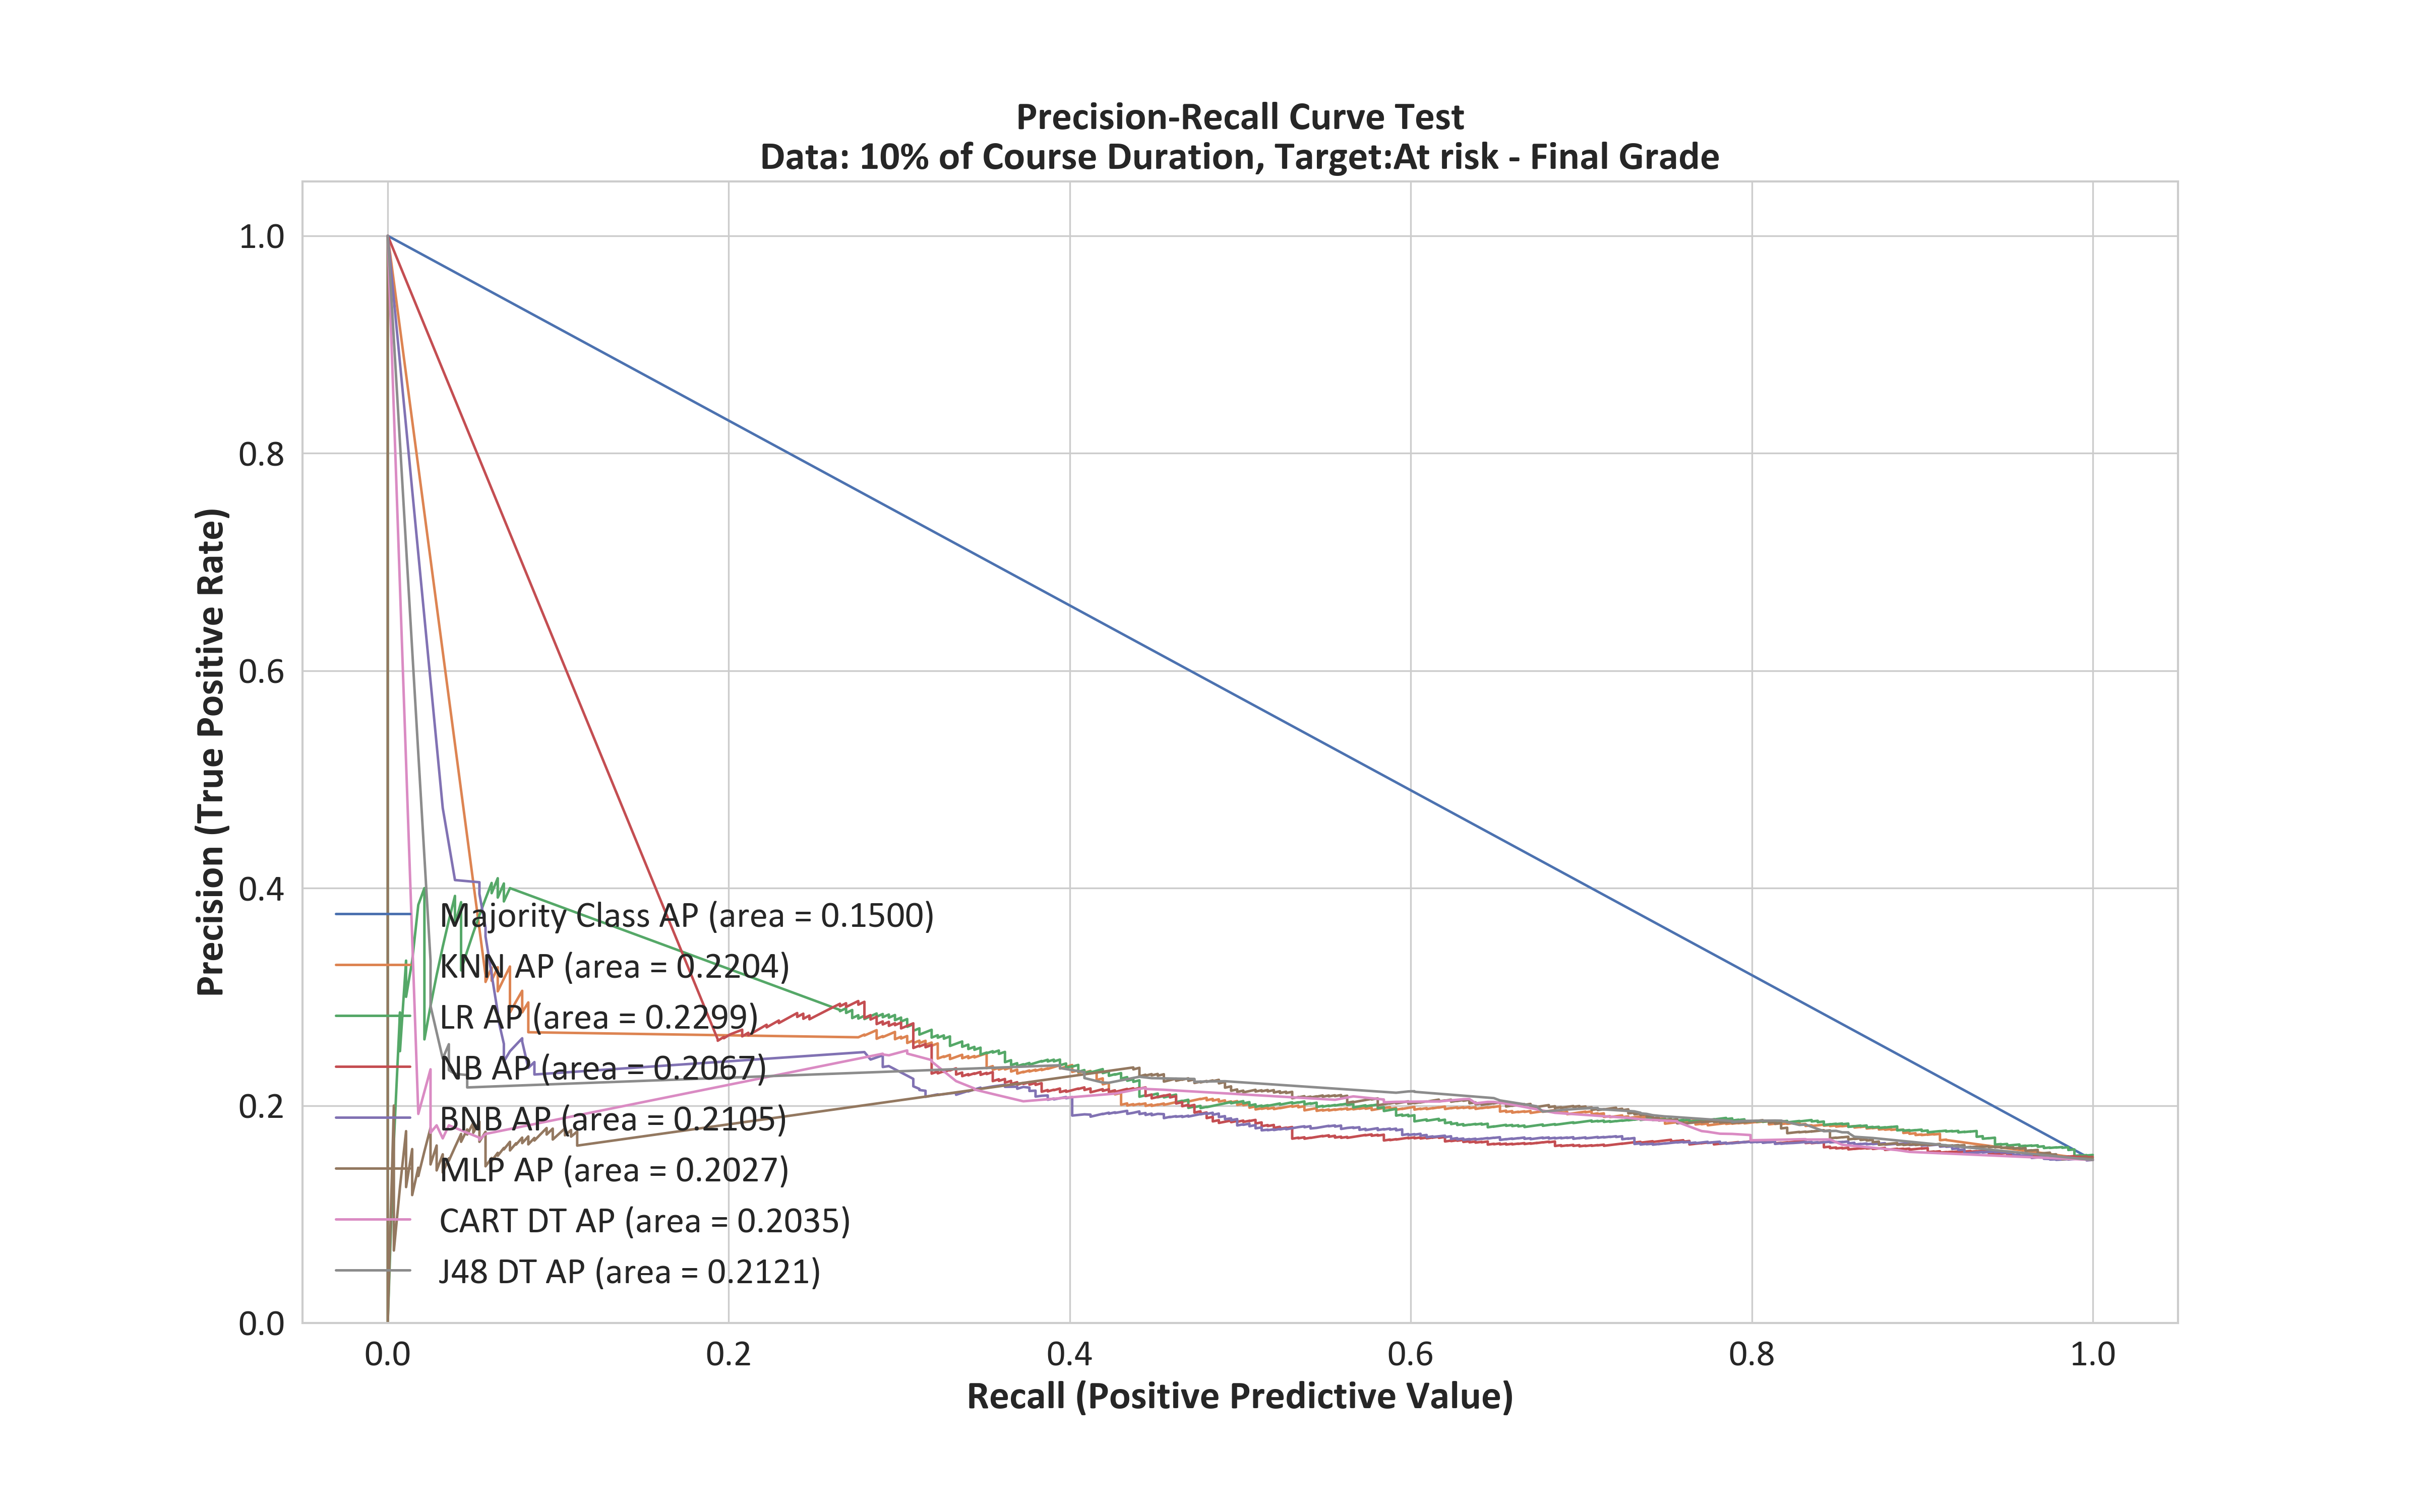 Precision-Recall Curve Test
Data: 10% of Course Duration, Target:At risk - Final Grade
Precision (True Positive Rate)
1.0
0.8
0.6
0.4
0.2
0.0
Majority Class AP (area = 0.1500)
KNN AP (area = 0.2204)
LR AP (area = 0.2299)
NB AP (area = 0.2067)
BNB AP (area = 0.2105)
MLP AP (area = 0.2027)
CART DT AP (area = 0.2035)
J48 DT AP (area = 0.2121)
0.0 0.2 0.4 0.6 0.8 1.0
Recall (Positive Predictive Value)